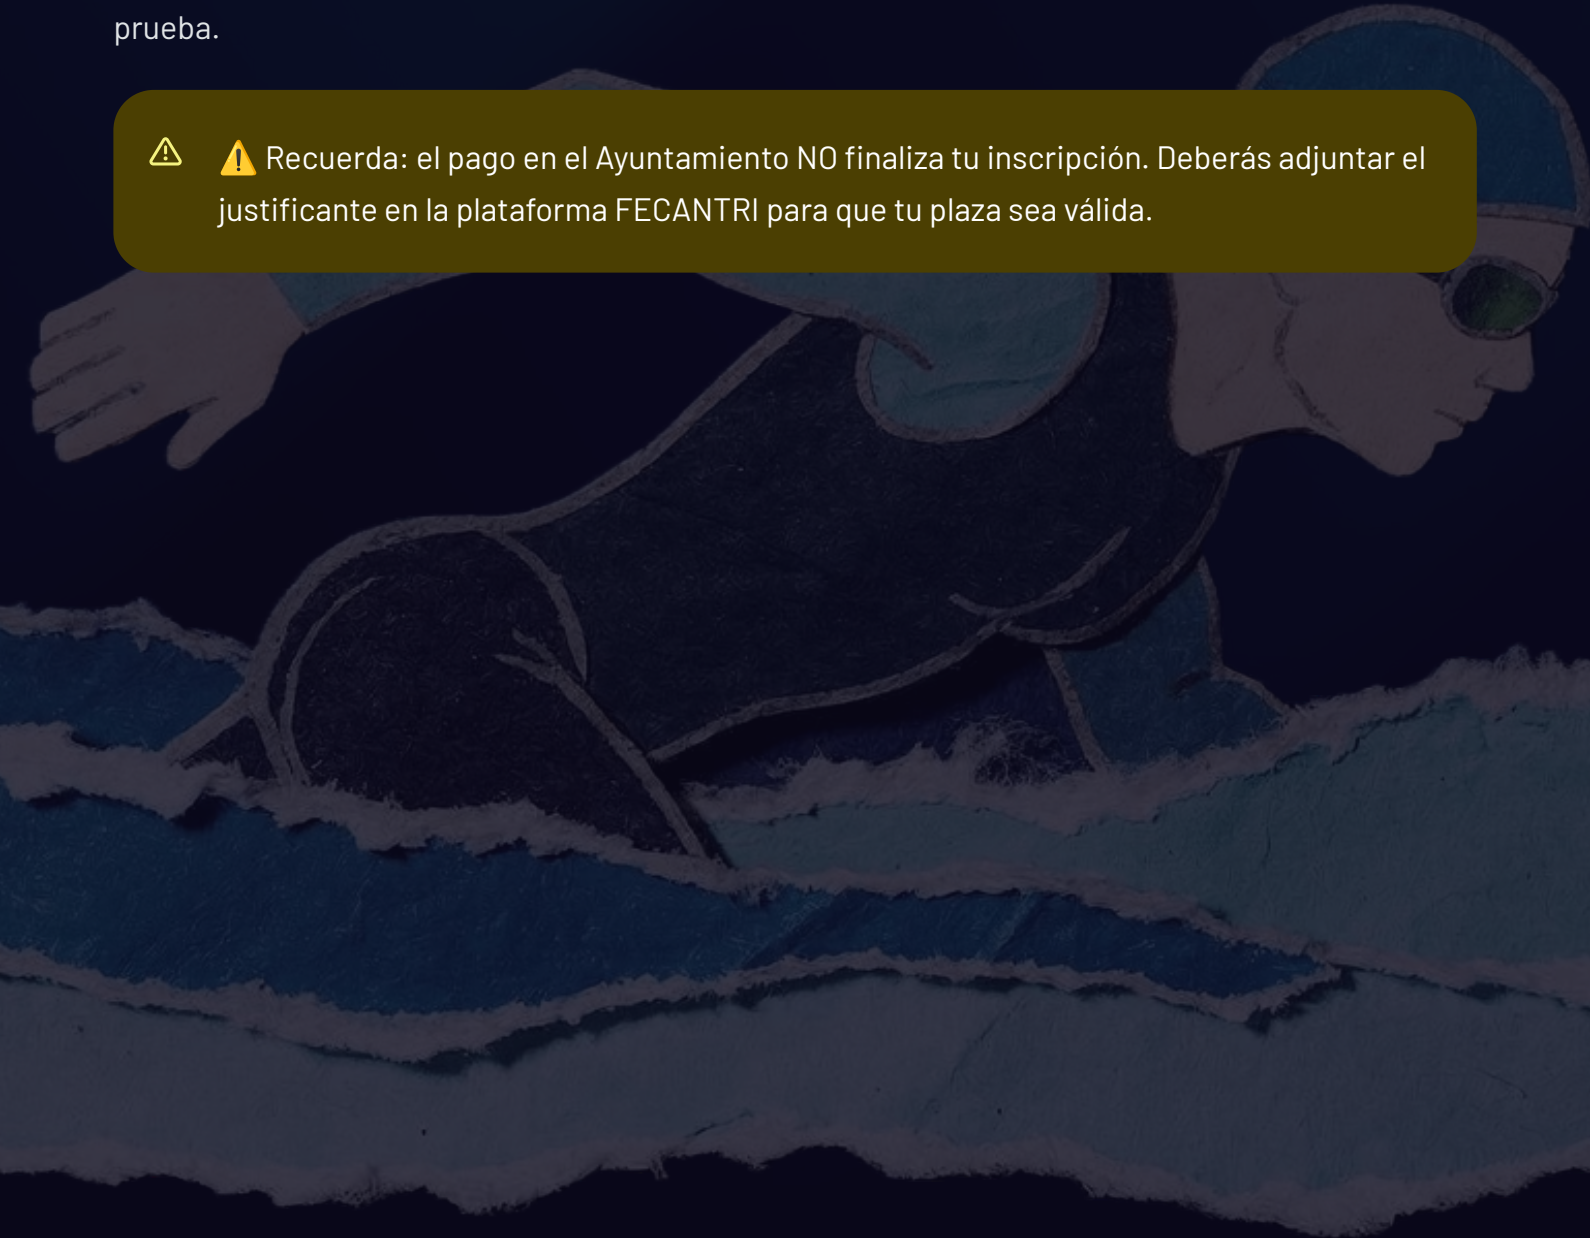 prueba.
⚠️ Recuerda: el pago en el Ayuntamiento NO finaliza tu inscripción. Deberás adjuntar el
justificante en la plataforma FECANTRI para que tu plaza sea válida.